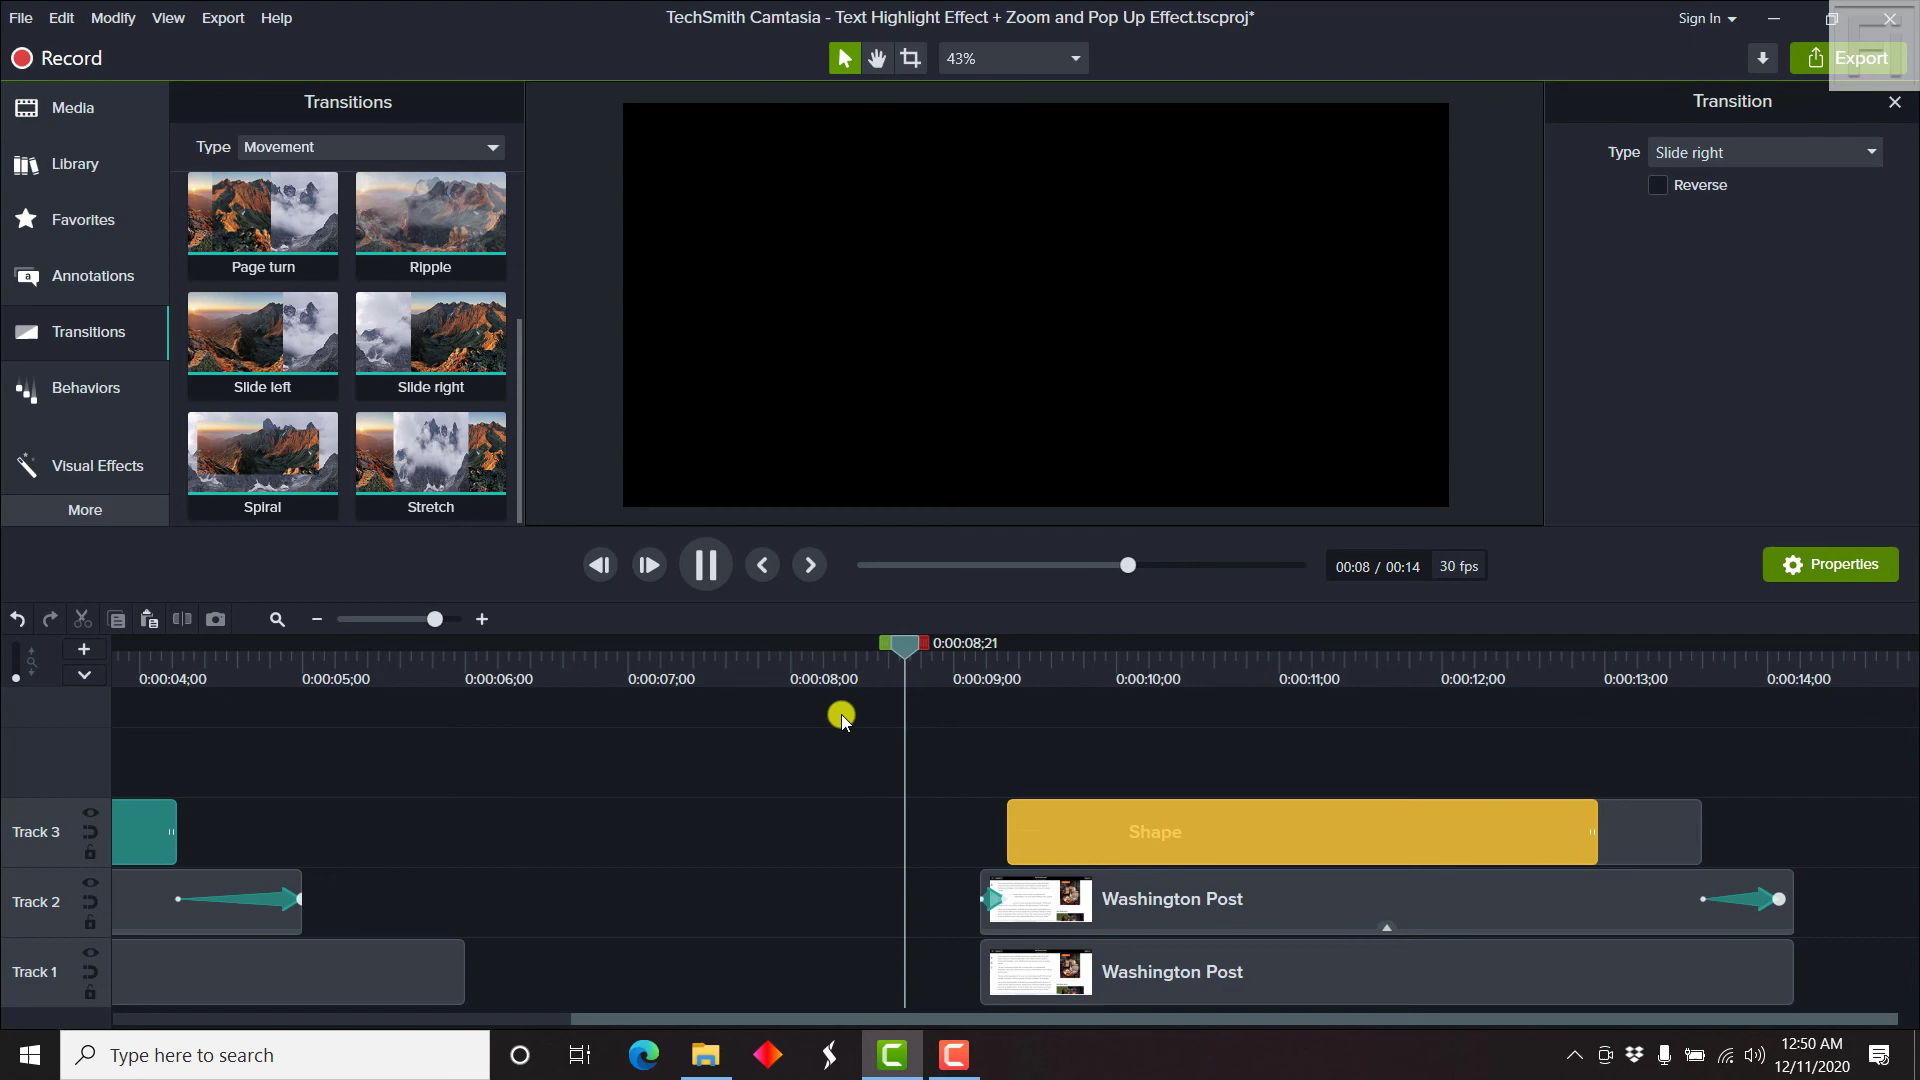 File Edit Modify View Export Help
TechSmith Camtasia - Text Highlight Effect + Zoom and Pop Up Effect.tscproj*
Sign In
Record
43%
Export
Media
Library
Favorites
Annotations
Transitions
Behaviors
Visual Effects
More
Transitions
Type Movement
Page turn Ripple
Slide left Slide right
Spiral Stretch
Transition
Type Slide right
Reverse
00:08 / 00:14 30 fps
Properties
0:00:08;21
0:00:04;00 0:00:05;00 0:00:06;00 0:00:07;00 0:00:08;00 0:00:09;00 0:00:10;00 0:00:11;00 0:00:12;00 0:00:13;00 0:00:14;00
Track 3 Shape
Track 2 Washington Post
Track 1 Washington Post
Type here to search
12:50 AM
12/11/2020